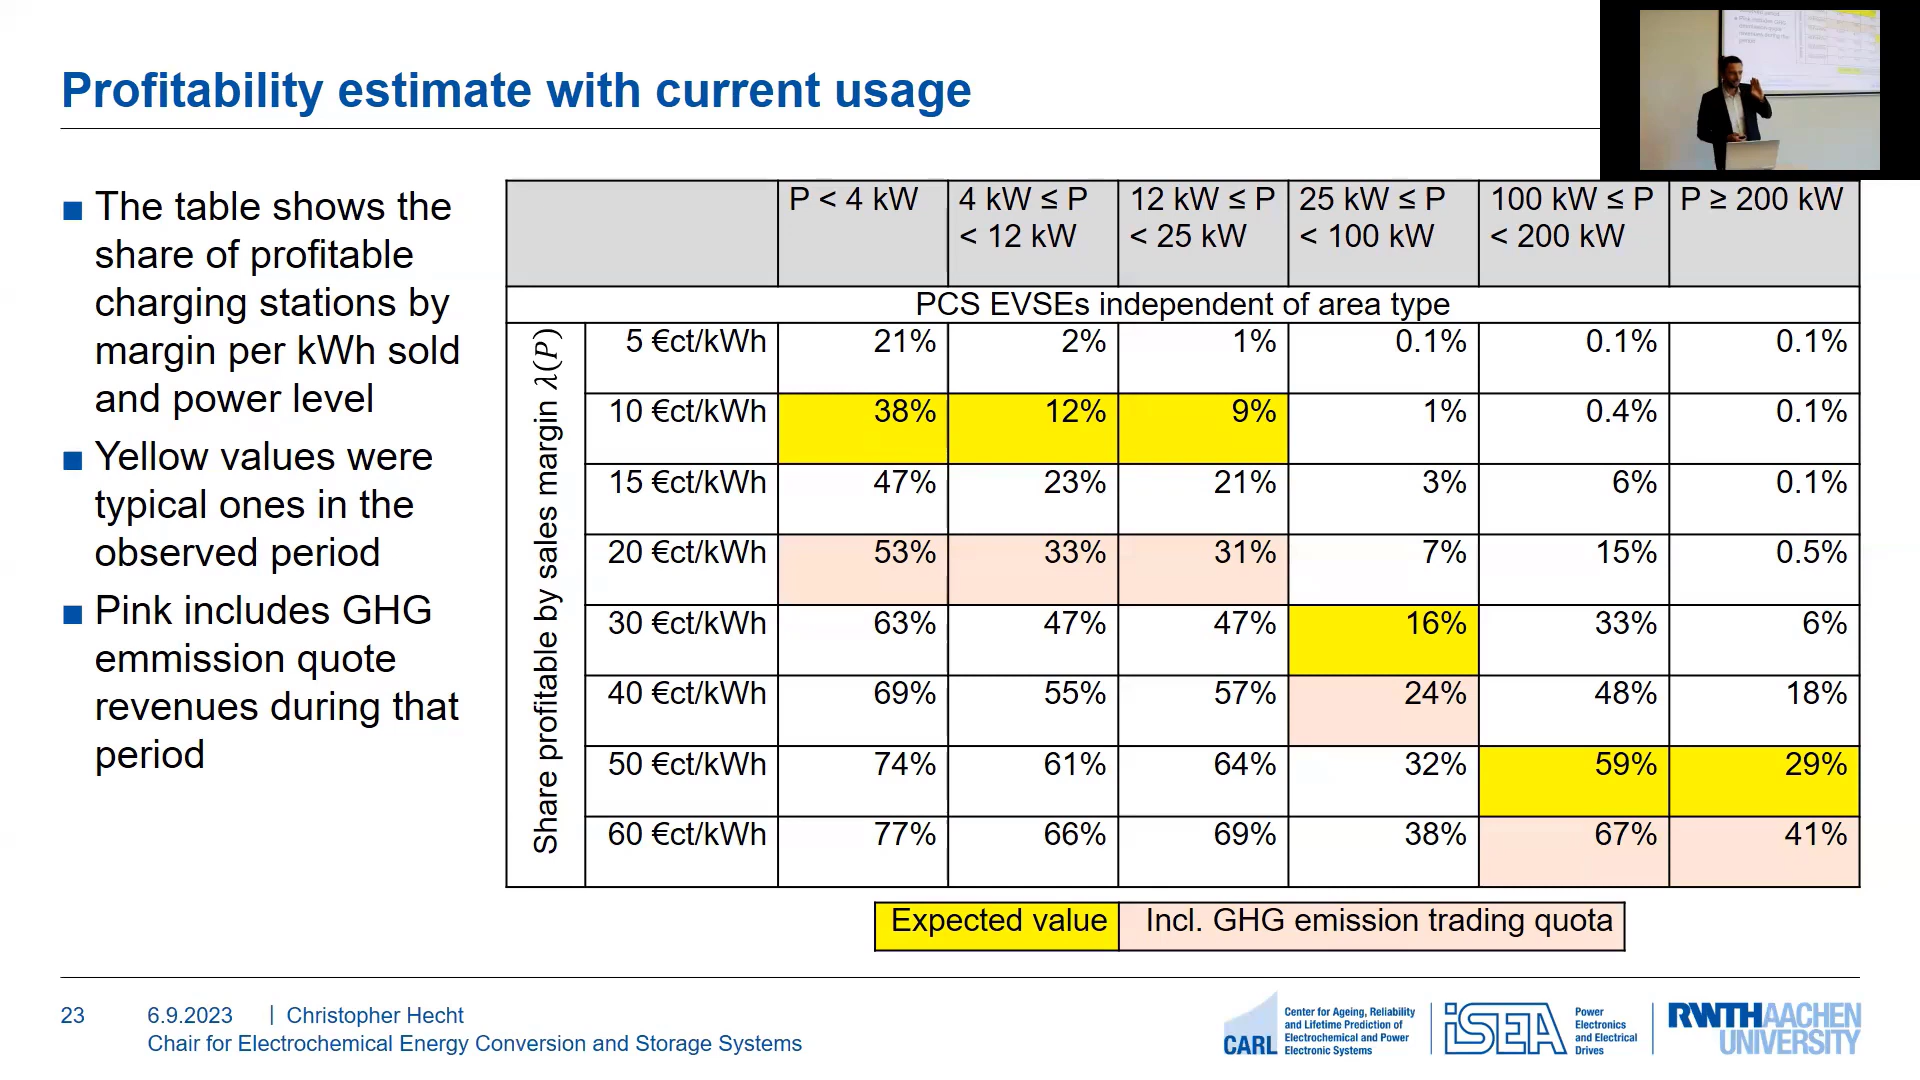 Profitability estimate with current usage
The table shows the
share of profitable
charging stations by
margin per kWh sold
and power level
Yellow values were
typical ones in the
observed period
Pink includes GHG
emmission quote
revenues during that
period
P < 4 kW
4 kW ≤ P
< 12 kW
12 kW ≤ P
< 25 kW
25 kW ≤ P
< 100 kW
100 kW ≤ P
< 200 kW
P ≥ 200 kW
PCS EVSEs independent of area type
Share profitable by sales margin λ(P)
5 €ct/kWh 21% 2% 1% 0.1% 0.1% 0.1%
10 €ct/kWh 38% 12% 9% 1% 0.4% 0.1%
15 €ct/kWh 47% 23% 21% 3% 6% 0.1%
20 €ct/kWh 53% 33% 31% 7% 15% 0.5%
30 €ct/kWh 63% 47% 47% 16% 33% 6%
40 €ct/kWh 69% 55% 57% 24% 48% 18%
50 €ct/kWh 74% 61% 64% 32% 59% 29%
60 €ct/kWh 77% 66% 69% 38% 67% 41%
Expected value Incl. GHG emission trading quota
23 6.9.2023 | Christopher Hecht
Chair for Electrochemical Energy Conversion and Storage Systems
CARL
Center for Ageing, Reliability
and Lifetime Prediction of
Electrochemical and Power
Electronic Systems
iSEA
Power
Electronics
and Electrical
Drives
RWTHAACHEN
UNIVERSITY